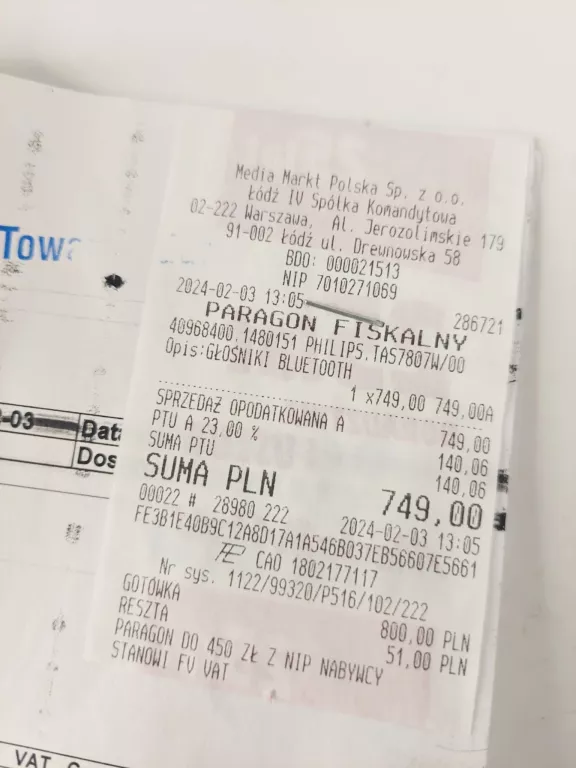 Media Markt Polska Sp. z o.o.
Łódź IV Spółka Komandytowa
02-222 Warszawa, Al. Jerozolimskie 179
91-002 Łódź ul. Drewnowska 58
BDO: 000021513
NIP 7010271069
2024-02-03 13:05 286721
PARAGON FISKALNY
40968400.1480151 PHILIPS.TAS7807W/00
Opis:GŁOŚNIKI BLUETOOTH
1 x749,00 749,00A
SPRZEDAŻ OPODATKOWANA A 749,00
PTU A 23,00 % 140,06
SUMA PTU 140,06
SUMA PLN 749,00
00022 # 28980 222 2024-02-03 13:05
FE3B1E40B9C12A8D17A1A546B037EB56607E5661
CAO 1802177117
Nr sys. 1122/99320/P516/102/222
GOTÓWKA 800,00 PLN
RESZTA 51,00 PLN
PARAGON DO 450 ZŁ Z NIP NABYWCY
STANOWI FV VAT
Towa
-03
Data
Dos
VAT